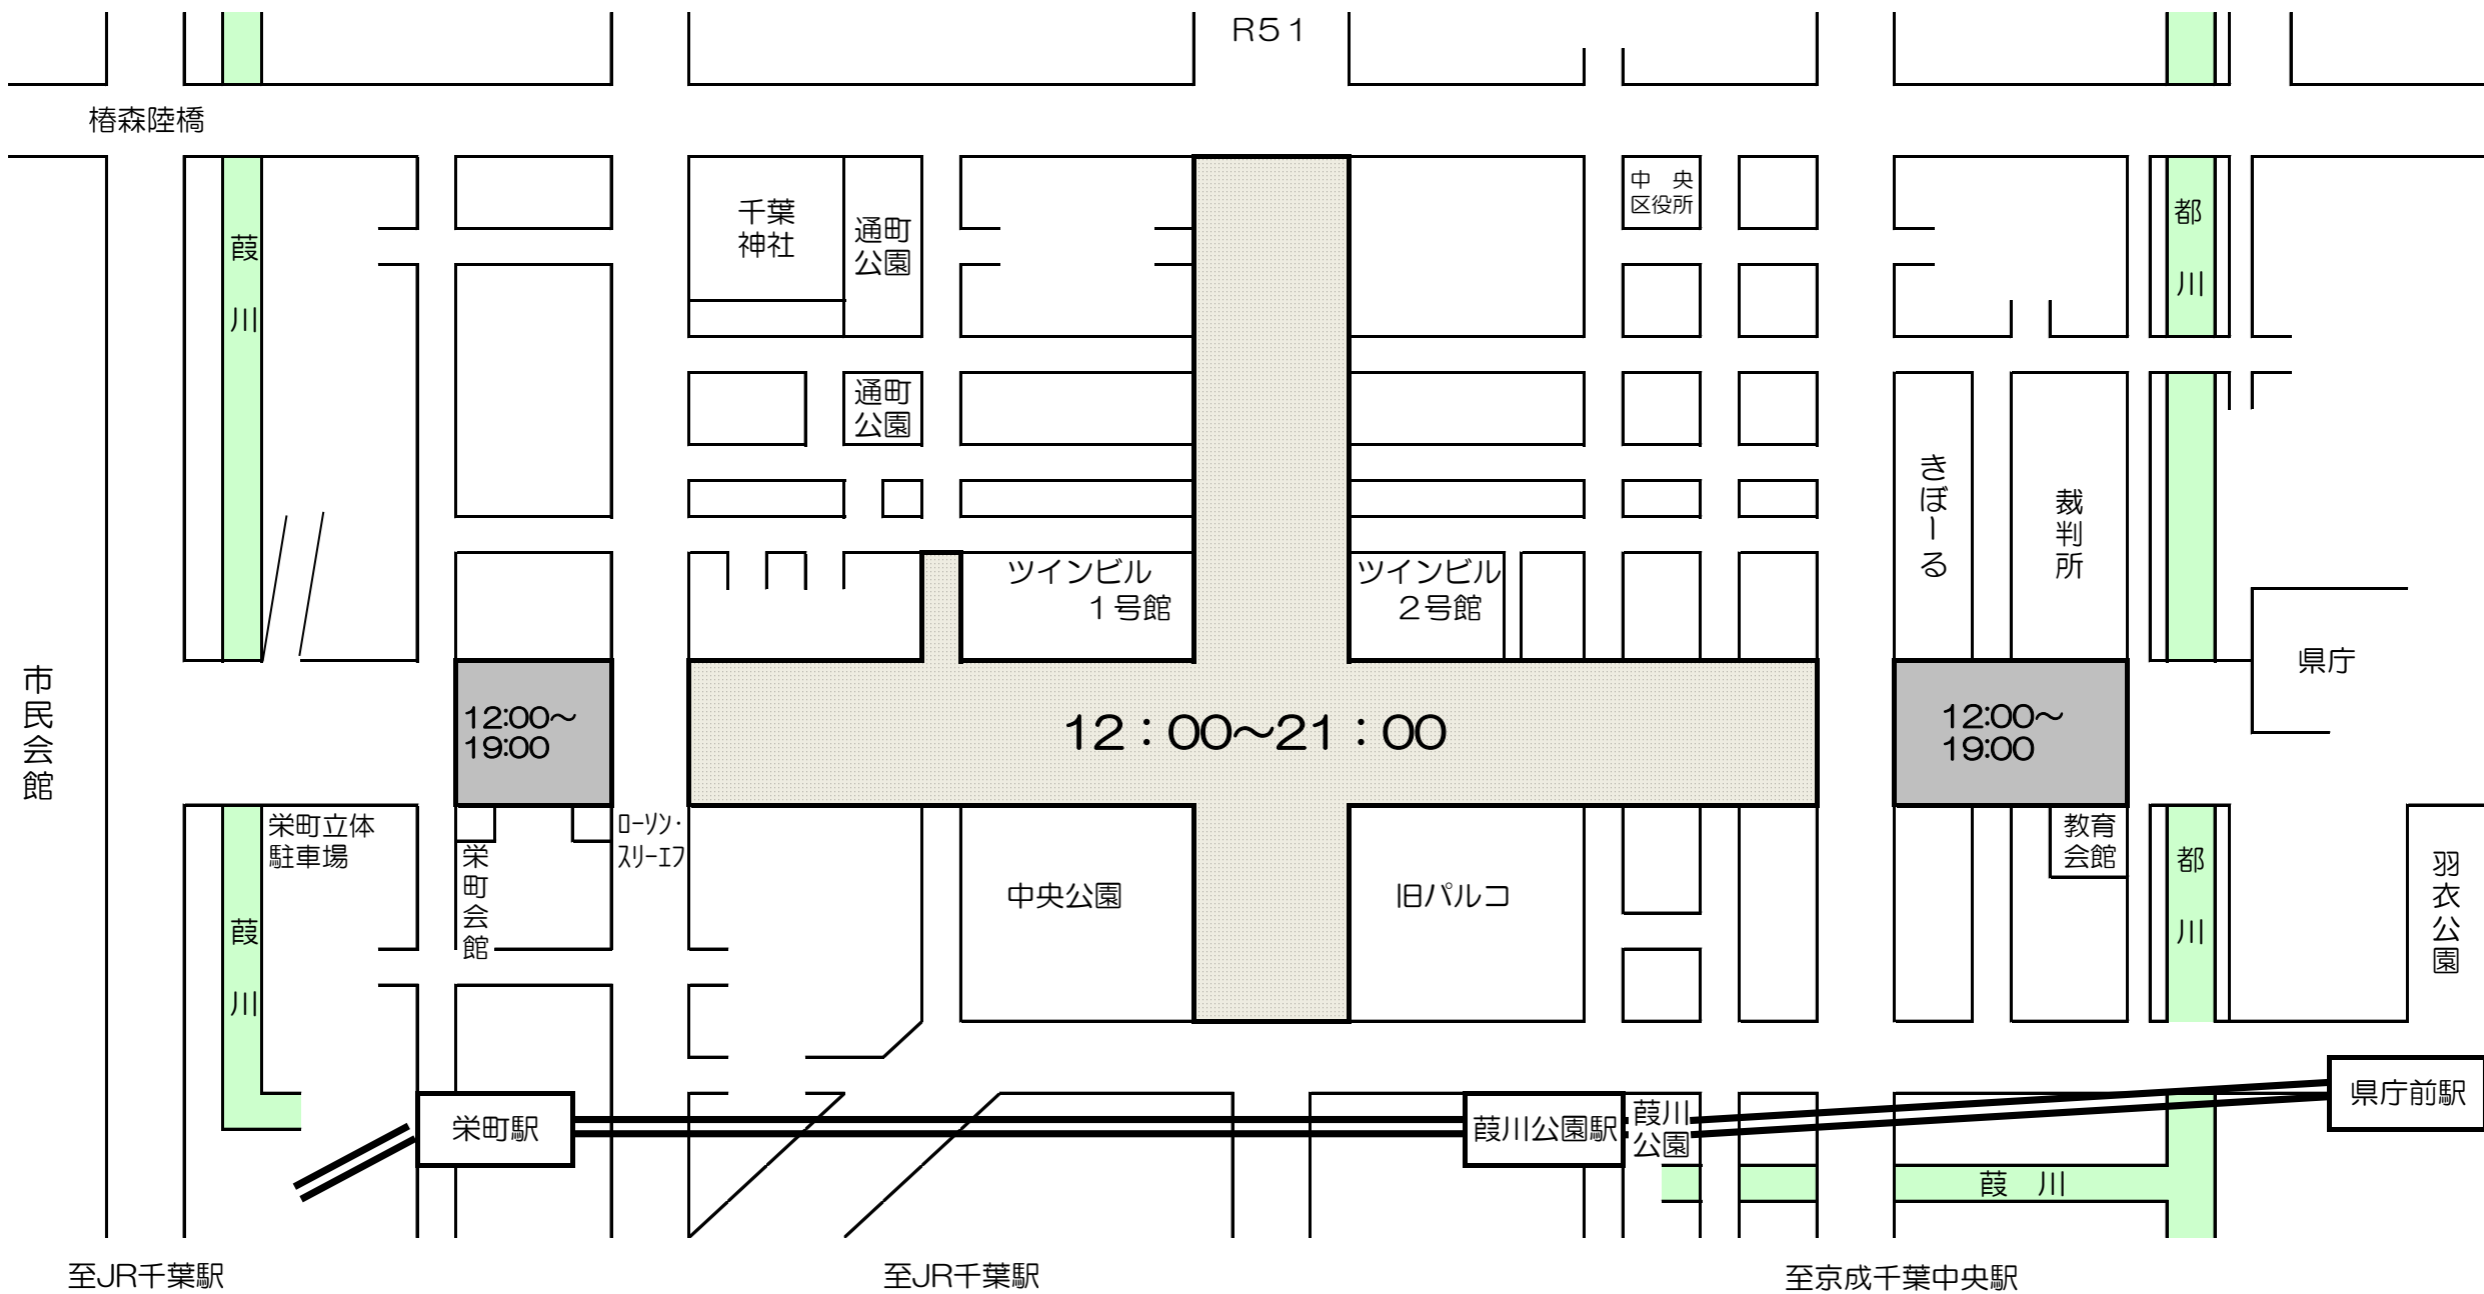 R51
椿森陸橋
葭川
千葉
神社
通町
公園
中 央
区役所
都川
通町
公園
きぼーる
裁判所
ツインビル
1号館
ツインビル
2号館
市民会館
県庁
12:00~
19:00
12:00~21:00
12:00~
19:00
栄町立体
駐車場
栄町会館
ﾛｰｿﾝ・
ｽﾘｰｴﾌ
中央公園
旧パルコ
教育
会館
都川
羽衣公園
葭川
栄町駅
葭川公園駅
葭川
公園
県庁前駅
葭 川
至JR千葉駅
至JR千葉駅
至京成千葉中央駅